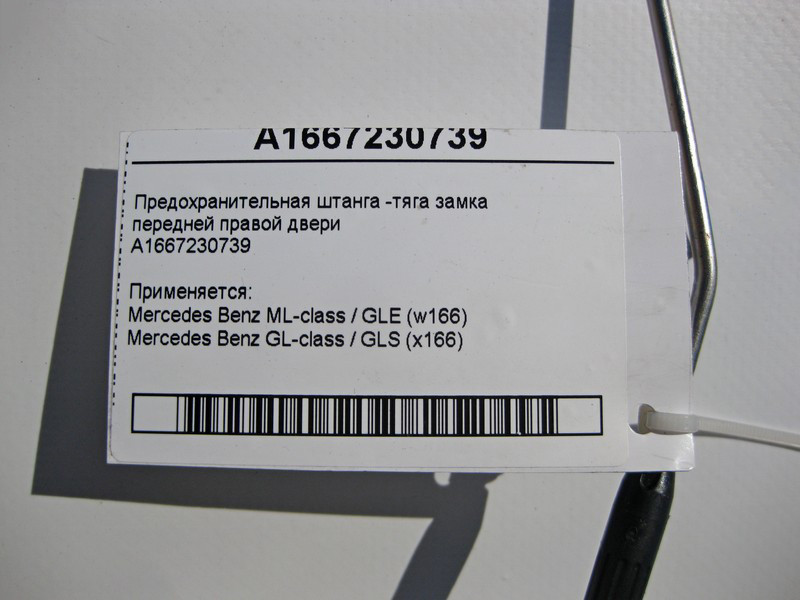 A1667230739
Предохранительная штанга -тяга замка
передней правой двери
A1667230739
Применяется:
Mercedes Benz ML-class / GLE (w166)
Mercedes Benz GL-class / GLS (x166)